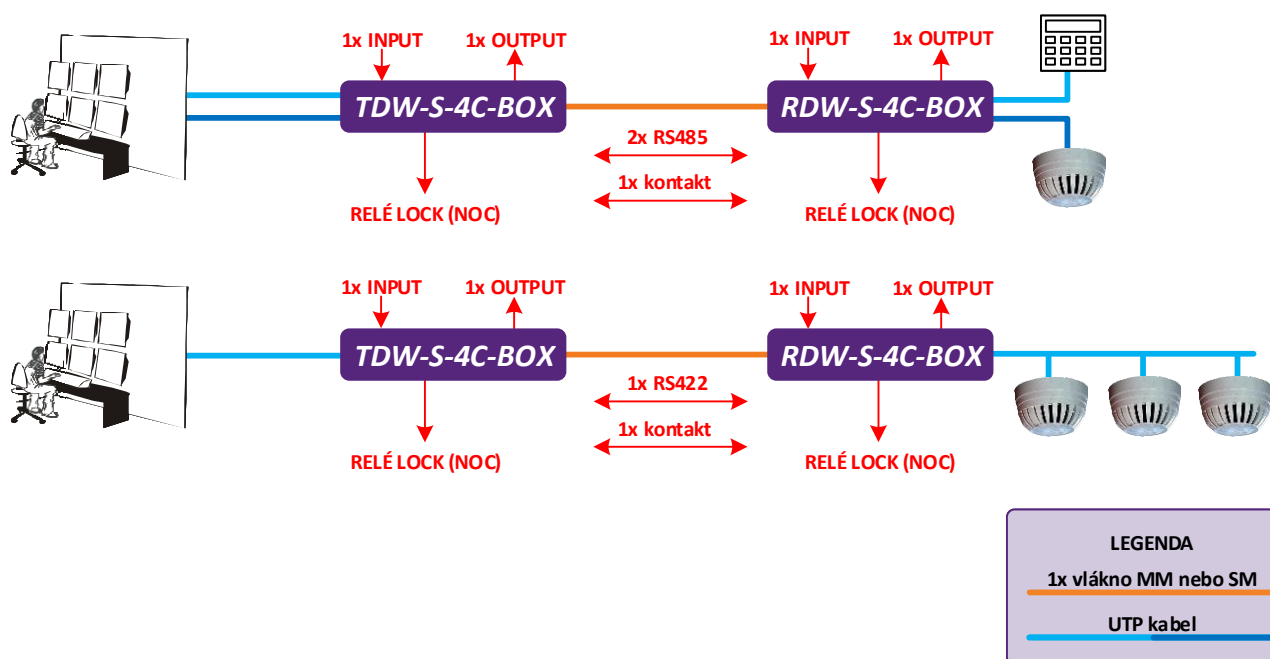 1x INPUT
1x OUTPUT
1x INPUT
1x OUTPUT
TDW-S-4C-BOX
RDW-S-4C-BOX
2x RS485
1x kontakt
RELÉ LOCK (NOC)
RELÉ LOCK (NOC)
1x INPUT
1x OUTPUT
1x INPUT
1x OUTPUT
TDW-S-4C-BOX
RDW-S-4C-BOX
1x RS422
1x kontakt
RELÉ LOCK (NOC)
RELÉ LOCK (NOC)
LEGENDA
1x vlákno MM nebo SM
UTP kabel